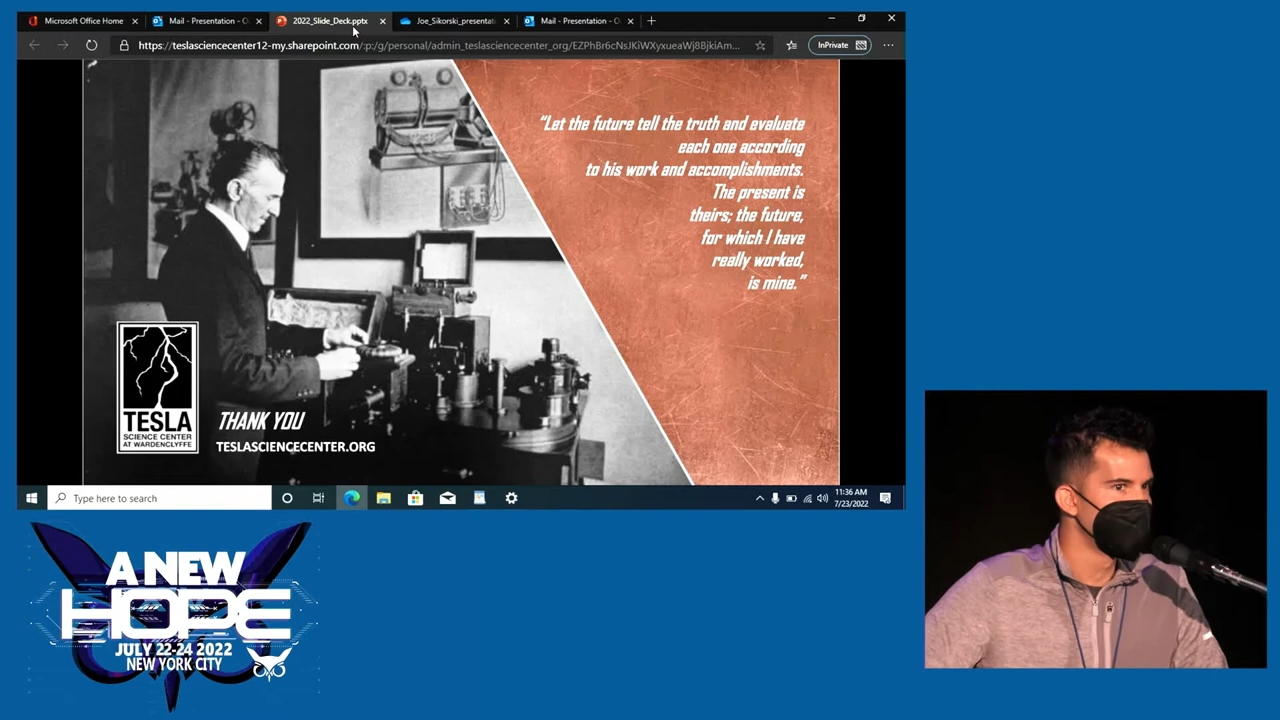 Microsoft Office Home
Mail - Presentation - O
2022_Slide_Deck.pptx
Joe_Sikorski_presentat
Mail - Presentation - O
https://teslasciencecenter12-my.sharepoint.com/:p:/g/personal/admin_teslasciencecenter_org/EZPhBr6cNsJKiWXyxueaWj8BjkiAm...
InPrivate
“Let the future tell the truth and evaluate
each one according
to his work and accomplishments.
The present is
theirs; the future,
for which I have
really worked,
is mine.”
TESLA
SCIENCE CENTER
AT WARDENCLYFFE
THANK YOU
TESLASCIENCECENTER.ORG
Type here to search
11:36 AM
7/23/2022
A NEW
HOPE
JULY 22-24 2022
NEW YORK CITY